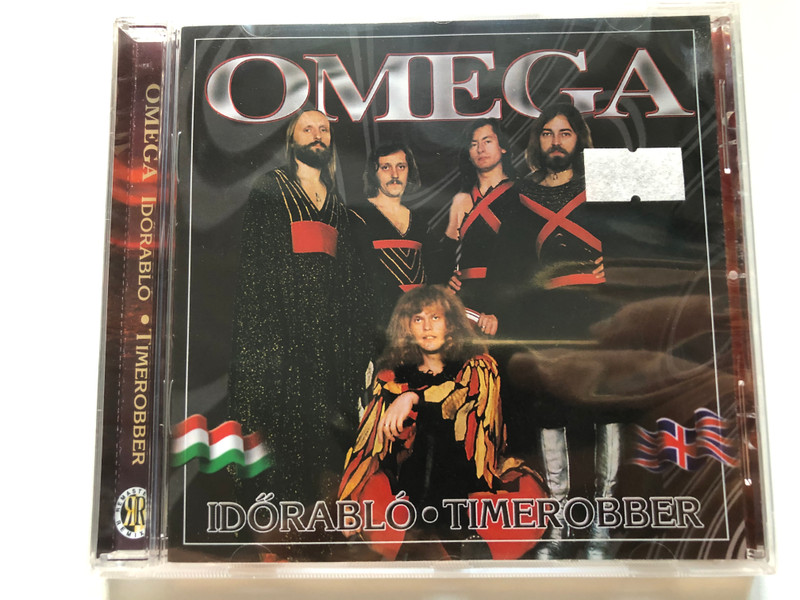 OMEGA
IDŐRABLÓ • TIMEROBBER
OMEGA IDŐRABLÓ • TIMEROBBER